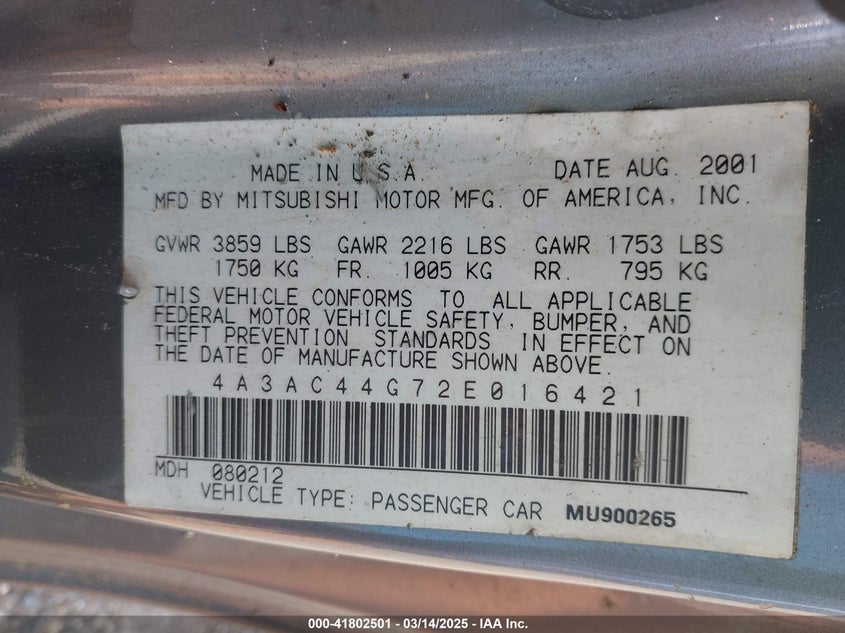 MADE IN U.S.A. DATE AUG. 2001
MFD BY MITSUBISHI MOTOR MFG. OF AMERICA, INC.
GVWR 3859 LBS GAWR 2216 LBS GAWR 1753 LBS
1750 KG FR. 1005 KG RR. 795 KG
THIS VEHICLE CONFORMS TO ALL APPLICABLE
FEDERAL MOTOR VEHICLE SAFETY, BUMPER, AND
THEFT PREVENTION STANDARDS IN EFFECT ON
THE DATE OF MANUFACTURE SHOWN ABOVE.
4A3AC44G72E016421
MDH 080212
VEHICLE TYPE: PASSENGER CAR MU900265
000-41802501 - 03/14/2025 - IAA Inc.